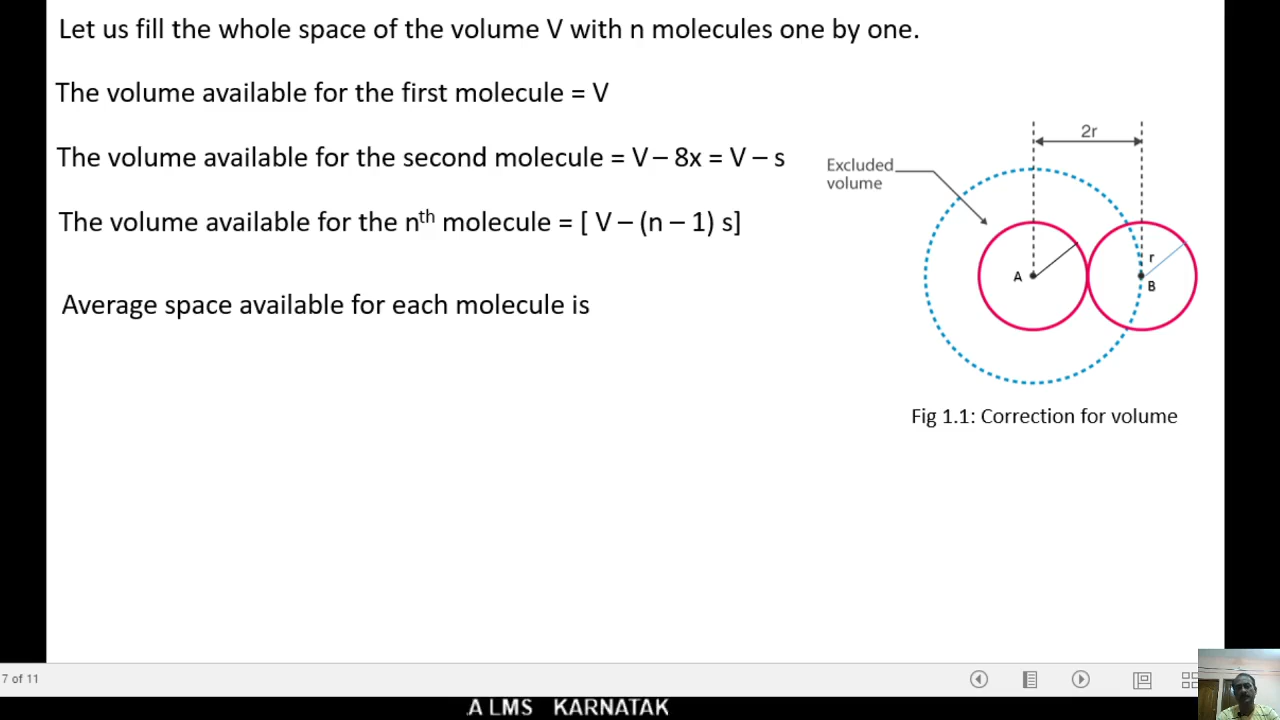 Let us fill the whole space of the volume V with n molecules one by one.
The volume available for the first molecule = V
The volume available for the second molecule = V – 8x = V – s
The volume available for the nth molecule = [ V – (n – 1) s]
Average space available for each molecule is
2r
Excluded
volume
A
r
B
Fig 1.1: Correction for volume
7 of 11
A LMS KARNATAK